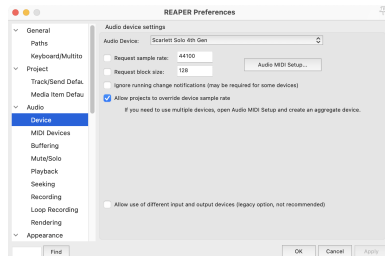 REAPER Preferences
General
Paths
Keyboard/Multito
Project
Track/Send Defau
Media Item Defau
Audio
Device
MIDI Devices
Buffering
Mute/Solo
Playback
Seeking
Recording
Loop Recording
Rendering
Appearance
Find
Audio device settings
Audio Device: Scarlett Solo 4th Gen
Request sample rate: 44100
Request block size: 128
Audio MIDI Setup...
Ignore running change notifications (may be required for some devices)
Allow projects to override device sample rate
If you need to use multiple devices, open Audio MIDI Setup and create an aggregate device.
Allow use of different input and output devices (legacy option, not recommended)
OK Cancel Apply